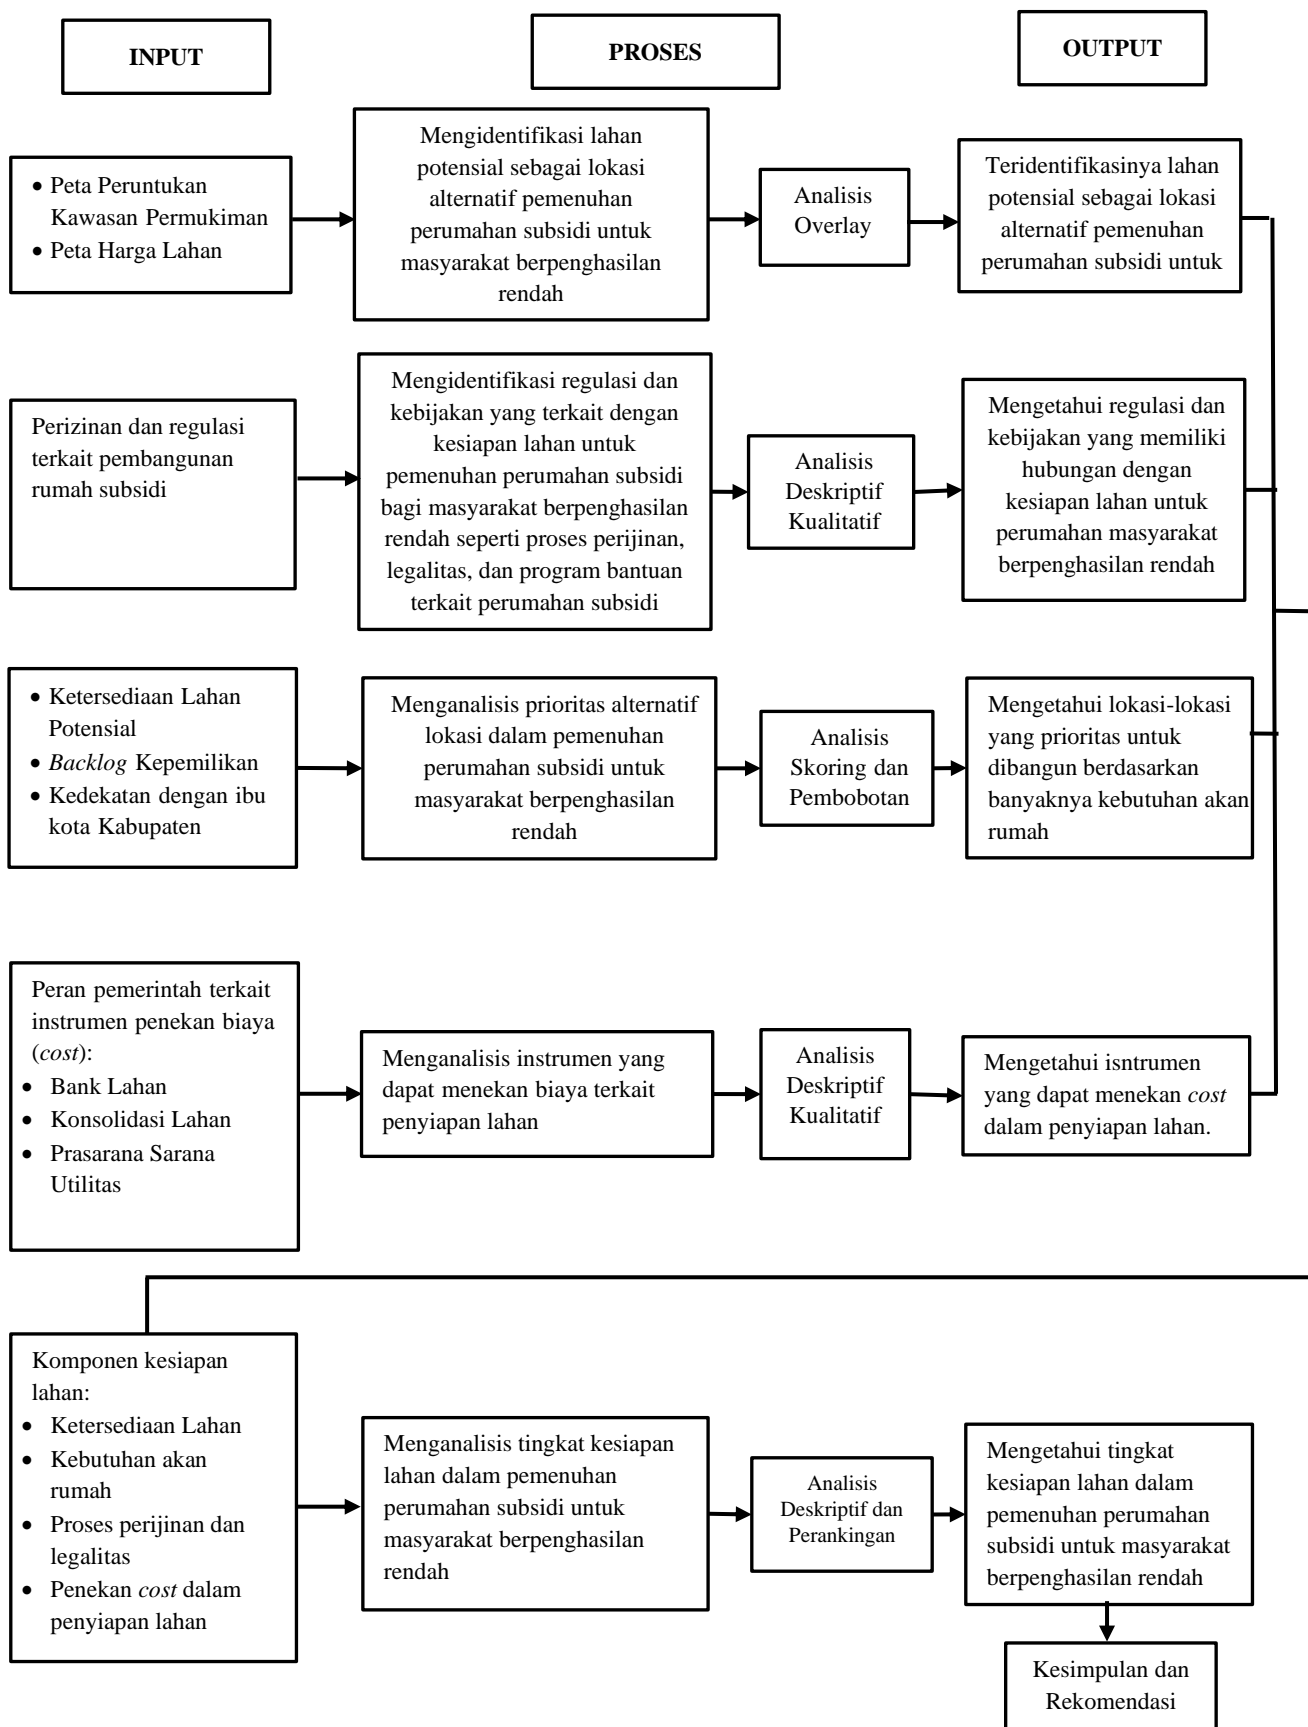 INPUT
PROSES
OUTPUT
• Peta Peruntukan
Kawasan Permukiman
• Peta Harga Lahan
Mengidentifikasi lahan
potensial sebagai lokasi
alternatif pemenuhan
perumahan subsidi untuk
masyarakat berpenghasilan
rendah
Analisis
Overlay
Teridentifikasinya lahan
potensial sebagai lokasi
alternatif pemenuhan
perumahan subsidi untuk
Perizinan dan regulasi
terkait pembangunan
rumah subsidi
Mengidentifikasi regulasi dan
kebijakan yang terkait dengan
kesiapan lahan untuk
pemenuhan perumahan subsidi
bagi masyarakat berpenghasilan
rendah seperti proses perijinan,
legalitas, dan program bantuan
terkait perumahan subsidi
Analisis
Deskriptif
Kualitatif
Mengetahui regulasi dan
kebijakan yang memiliki
hubungan dengan
kesiapan lahan untuk
perumahan masyarakat
berpenghasilan rendah
• Ketersediaan Lahan
Potensial
• Backlog Kepemilikan
• Kedekatan dengan ibu
kota Kabupaten
Menganalisis prioritas alternatif
lokasi dalam pemenuhan
perumahan subsidi untuk
masyarakat berpenghasilan
rendah
Analisis
Skoring dan
Pembobotan
Mengetahui lokasi-lokasi
yang prioritas untuk
dibangun berdasarkan
banyaknya kebutuhan akan
rumah
Peran pemerintah terkait
instrumen penekan biaya
(cost):
• Bank Lahan
• Konsolidasi Lahan
• Prasarana Sarana
Utilitas
Menganalisis instrumen yang
dapat menekan biaya terkait
penyiapan lahan
Analisis
Deskriptif
Kualitatif
Mengetahui isntrumen
yang dapat menekan cost
dalam penyiapan lahan.
Komponen kesiapan
lahan:
• Ketersediaan Lahan
• Kebutuhan akan
rumah
• Proses perijinan dan
legalitas
• Penekan cost dalam
penyiapan lahan
Menganalisis tingkat kesiapan
lahan dalam pemenuhan
perumahan subsidi untuk
masyarakat berpenghasilan
rendah
Analisis
Deskriptif dan
Perankingan
Mengetahui tingkat
kesiapan lahan dalam
pemenuhan perumahan
subsidi untuk masyarakat
berpenghasilan rendah
Kesimpulan dan
Rekomendasi